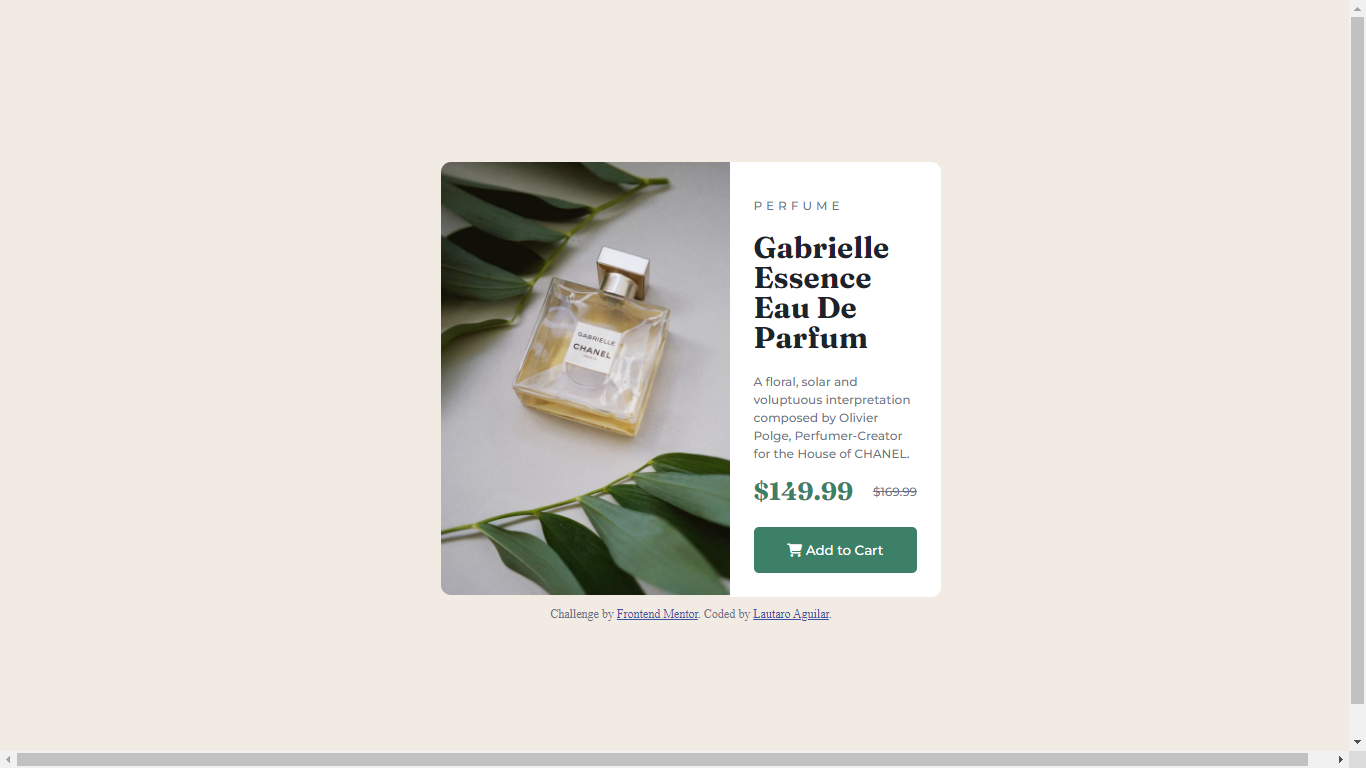 GABRIELLE
CHANEL
PERFUME
Gabrielle
Essence
Eau De
Parfum
A floral, solar and
voluptuous interpretation
composed by Olivier
Polge, Perfumer-Creator
for the House of CHANEL.
$149.99 $169.99
Add to Cart
Challenge by Frontend Mentor. Coded by Lautaro Aguilar.